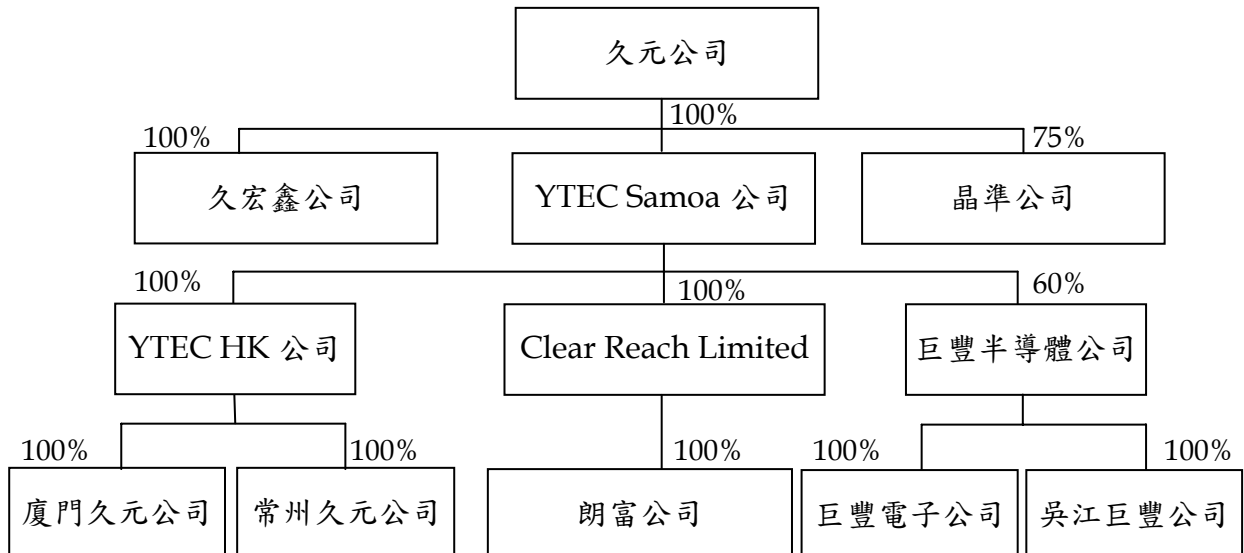 久元公司
100%
100%
75%
久宏鑫公司
YTEC Samoa 公司
晶準公司
100%
100%
60%
YTEC HK 公司
Clear Reach Limited
巨豐半導體公司
100%
100%
100%
100%
100%
廈門久元公司
常州久元公司
朗富公司
巨豐電子公司
吳江巨豐公司